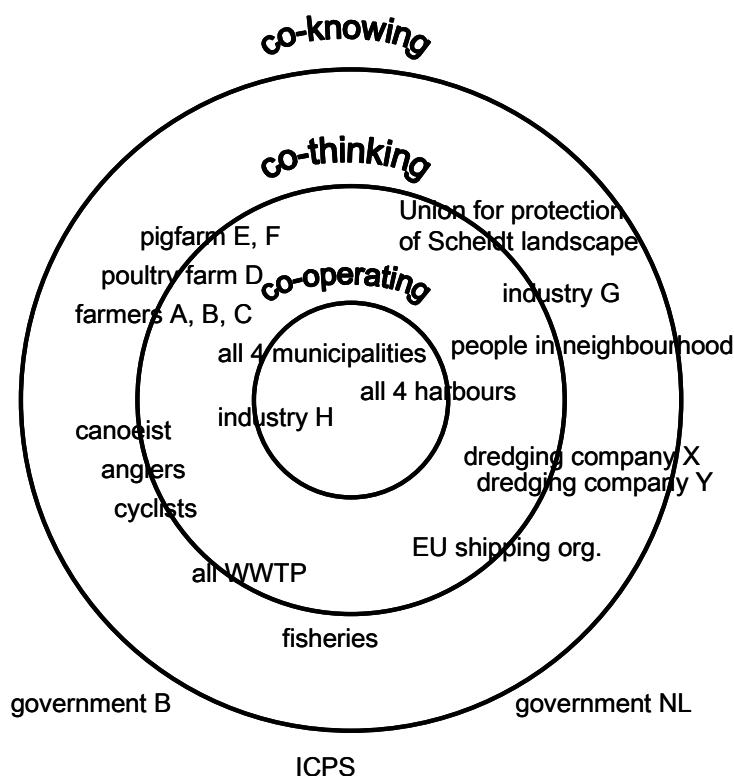 co-knowing
co-thinking
Union for protection
of Scheldt landscape
pigfarm E, F
poultry farm D
co-operating
industry G
farmers A, B, C
people in neighbourhood
all 4 municipalities
all 4 harbours
industry H
canoeist
anglers
dredging company X
dredging company Y
cyclists
EU shipping org.
all WWTP
fisheries
government B
government NL
ICPS